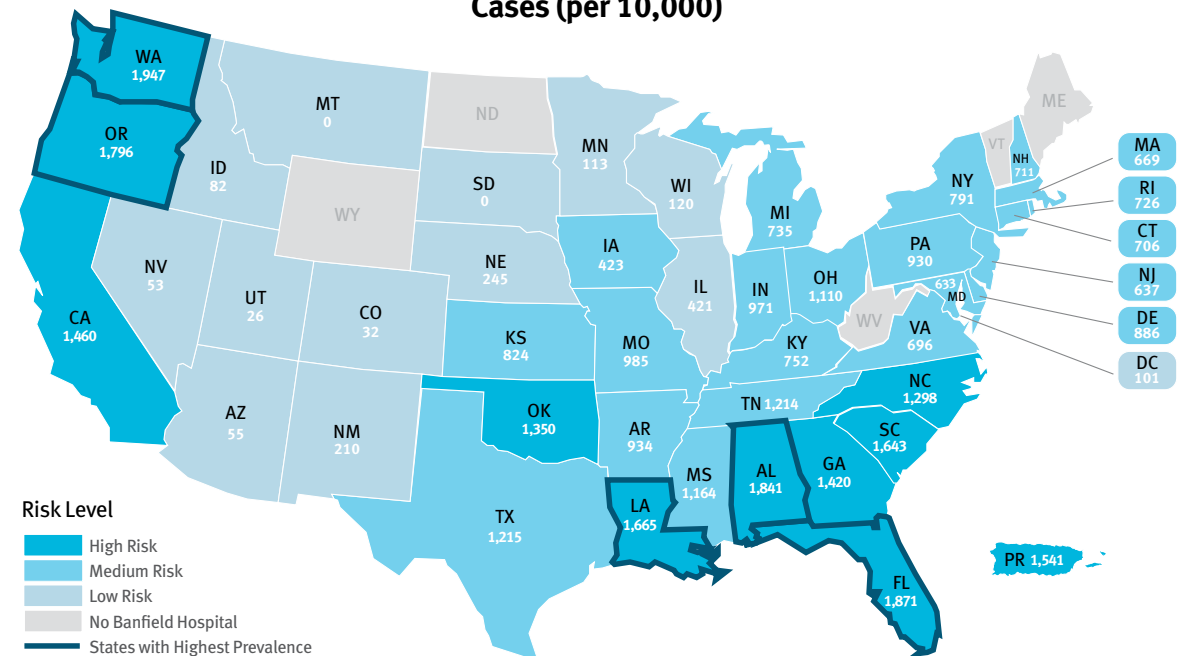 Cases (per 10,000)
WA
1,947
OR
1,796
CA
1,460
NV
53
ID
82
MT
0
WY
UT
26
AZ
55
CO
32
NM
210
ND
SD
0
NE
245
KS
824
OK
1,350
TX
1,215
MN
113
IA
423
MO
985
AR
934
LA
1,665
WI
120
IL
421
MS
1,164
MI
735
IN
971
OH
1,110
KY
752
TN 1,214
AL
1,841
GA
1,420
FL
1,871
SC
1,643
NC
1,298
VA
696
WV
633
MD
PA
930
NY
791
VT
NH
711
ME
MA
669
RI
726
CT
706
NJ
637
DE
886
DC
101
PR 1,541
Risk Level
High Risk
Medium Risk
Low Risk
No Banfield Hospital
States with Highest Prevalence